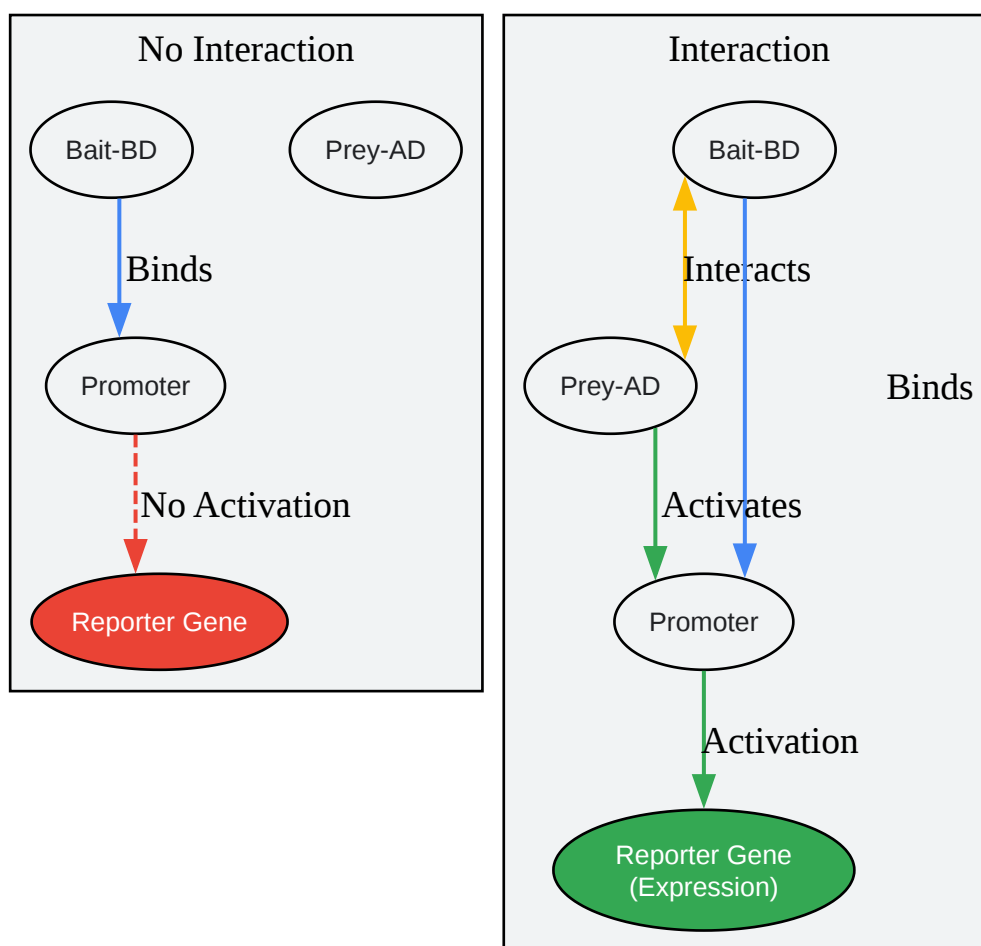 No Interaction
Bait-BD
Prey-AD
Binds
Promoter
No Activation
Reporter Gene
Interaction
Bait-BD
Interacts
Prey-AD
Binds
Activates
Promoter
Activation
Reporter Gene
(Expression)